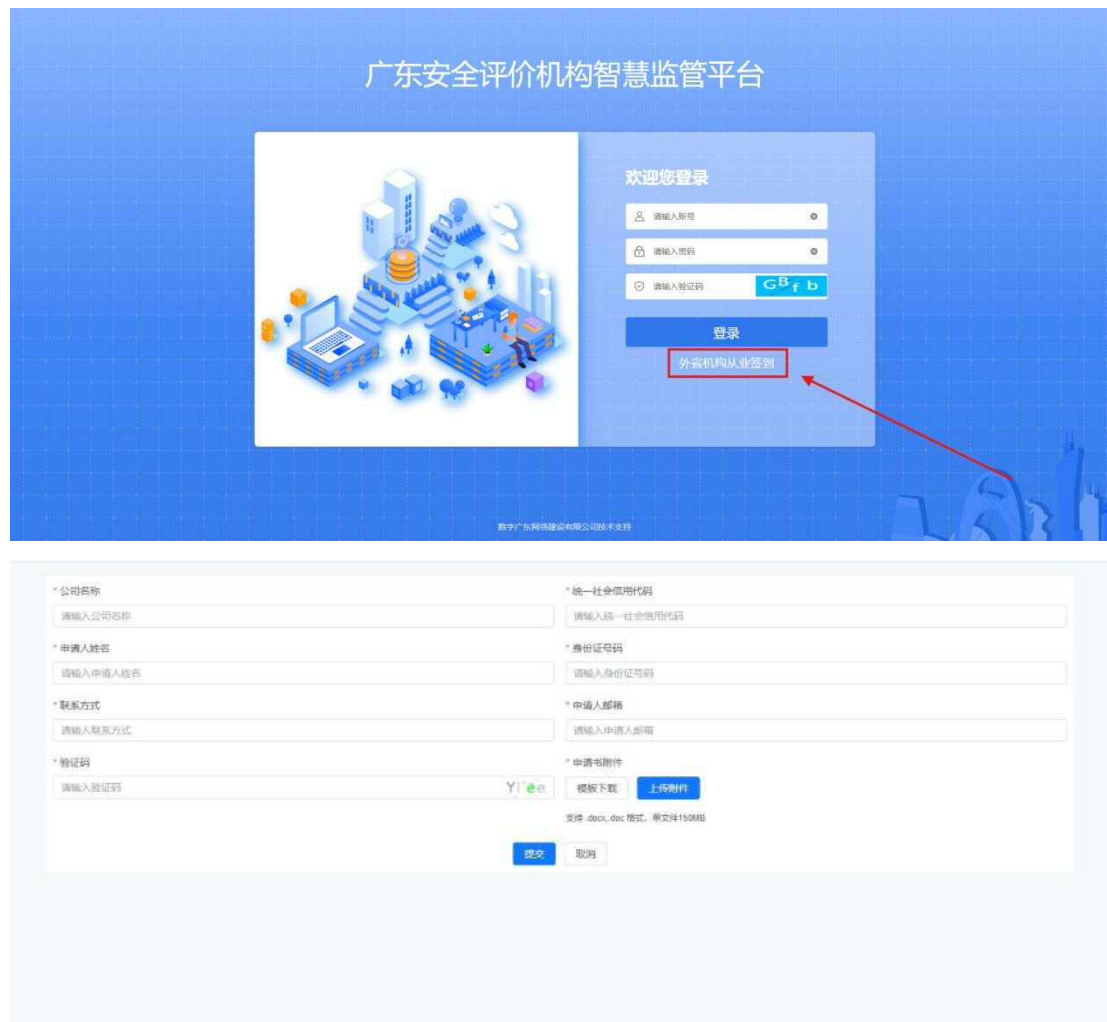 广东安全评价机构智慧监管平台
欢迎您登录
请输入账号
请输入密码
请输入验证码 GBfb
登录
外省机构从业签到
数字广东网络建设有限公司技术支持
*公司名称 *统一社会信用代码
请输入公司名称 请输入统一社会信用代码
*申请人姓名 *身份证号码
请输入申请人姓名 请输入身份证号码
*联系方式 *申请人邮箱
请输入联系方式 请输入申请人邮箱
*验证码 *申请书附件
请输入验证码 模板下载 上传附件
支持 .docx,.doc 格式，单文件150MB
提交 取消